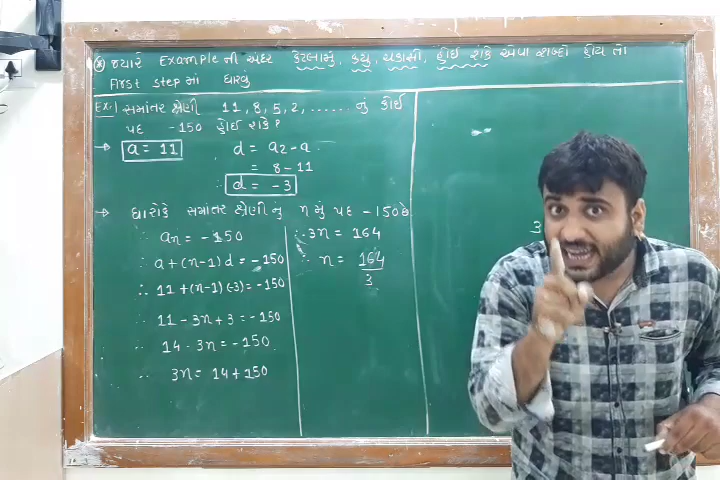 * જયારે Example ની અંદર કેટલામું, કયું, ચકાસો, હોઈ શકે એવા શબ્દો હોય તો
First step માં ધારવું
Ex:1 સમાંતર શ્રેણી 11, 8, 5, 2, ...... નું કોઈ
પદ -150 હોઈ શકે?
→ a = 11
d = a2 - a
= 8 - 11
∴ d = -3
→ ધારોકે સમાંતર શ્રેણીનું n મું પદ -150 છે
∴ an = -150
∴ a + (n-1) d = -150
∴ 11 + (n-1) (-3) = -150
∴ 11 - 3n + 3 = -150
∴ 14 - 3n = -150
∴ 3n = 14 + 150
∴ 3n = 164
∴ n = 164
3
3